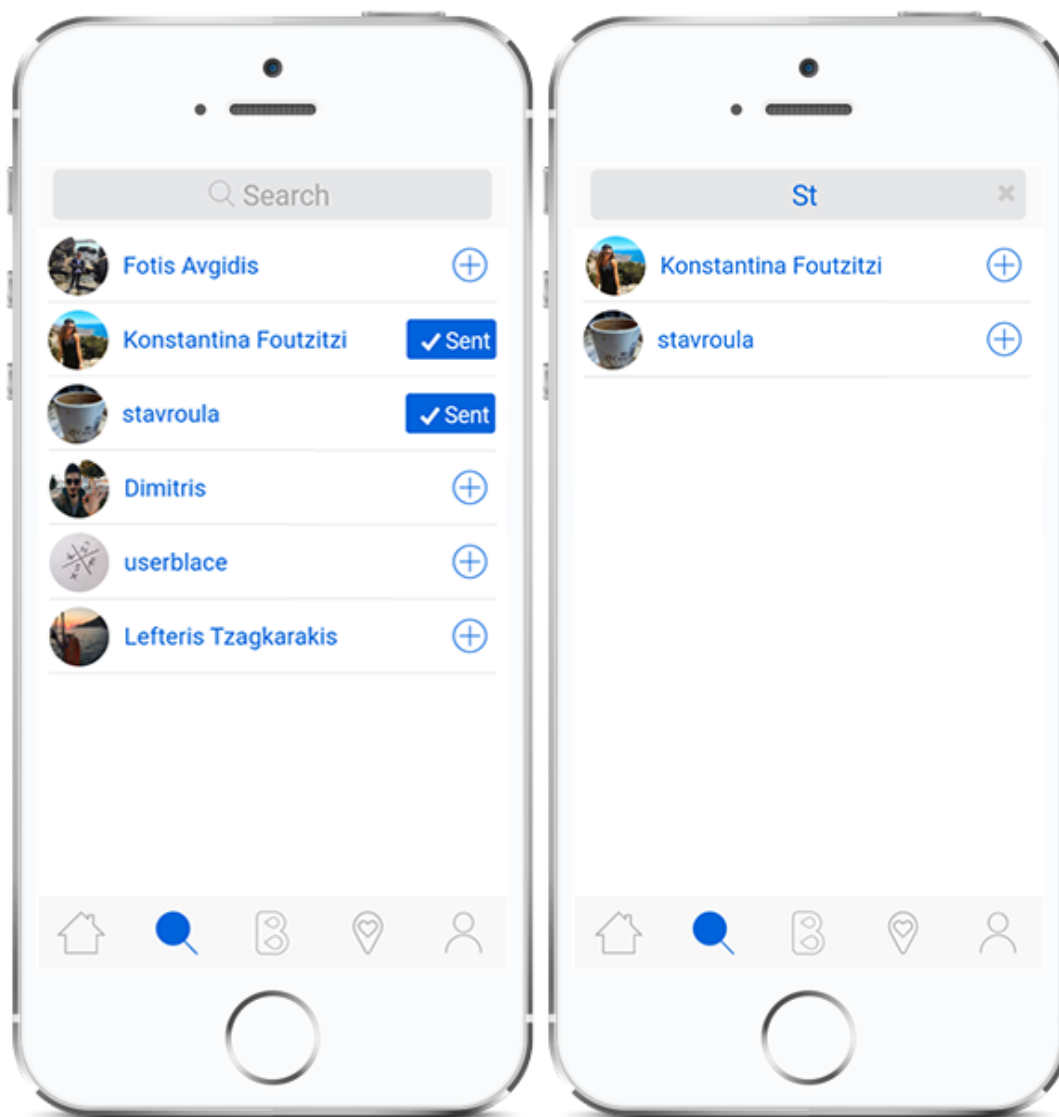 Search
Fotis Avgidis
Konstantina Foutzitzi
Sent
stavroula
Sent
Dimitris
userblace
Lefteris Tzagkarakis
St
Konstantina Foutzitzi
stavroula